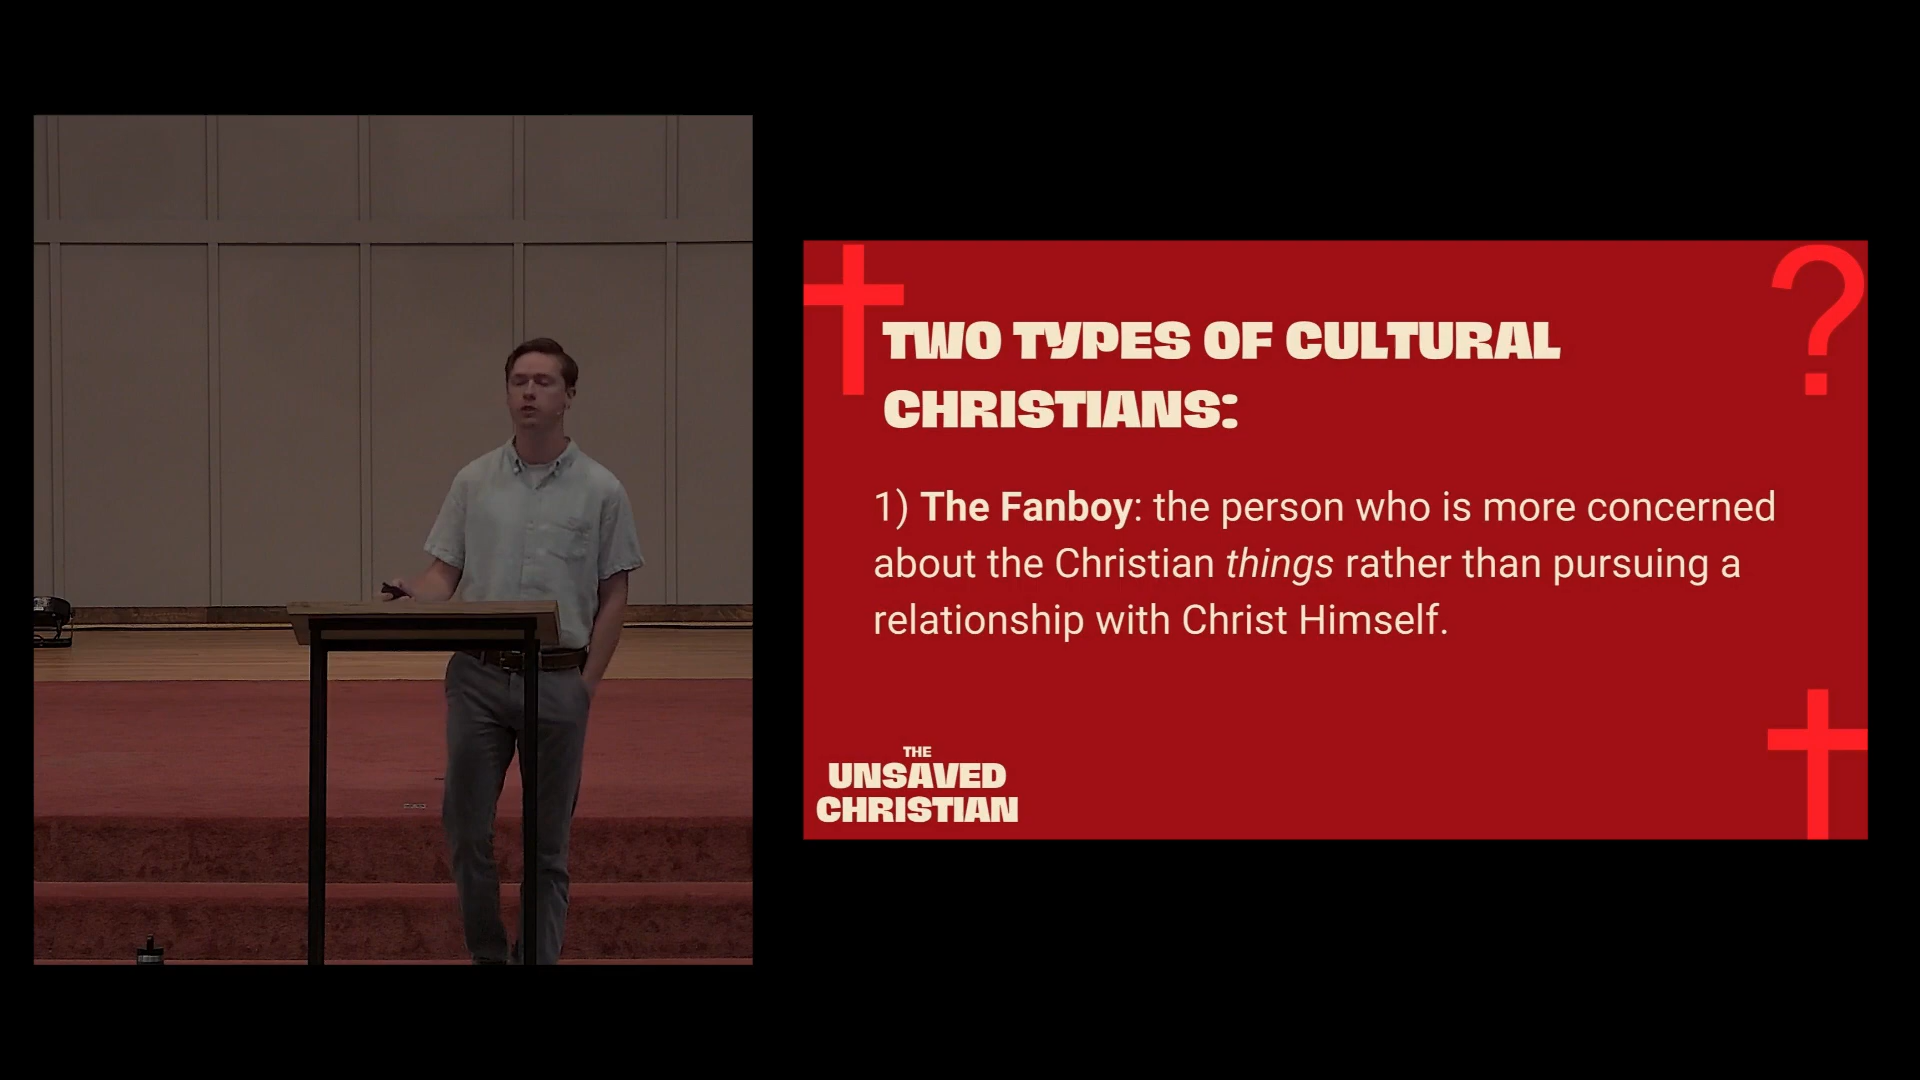 TWO TYPES OF CULTURAL
CHRISTIANS:
1) The Fanboy: the person who is more concerned
about the Christian things rather than pursuing a
relationship with Christ Himself.
THE
UNSAVED
CHRISTIAN
?